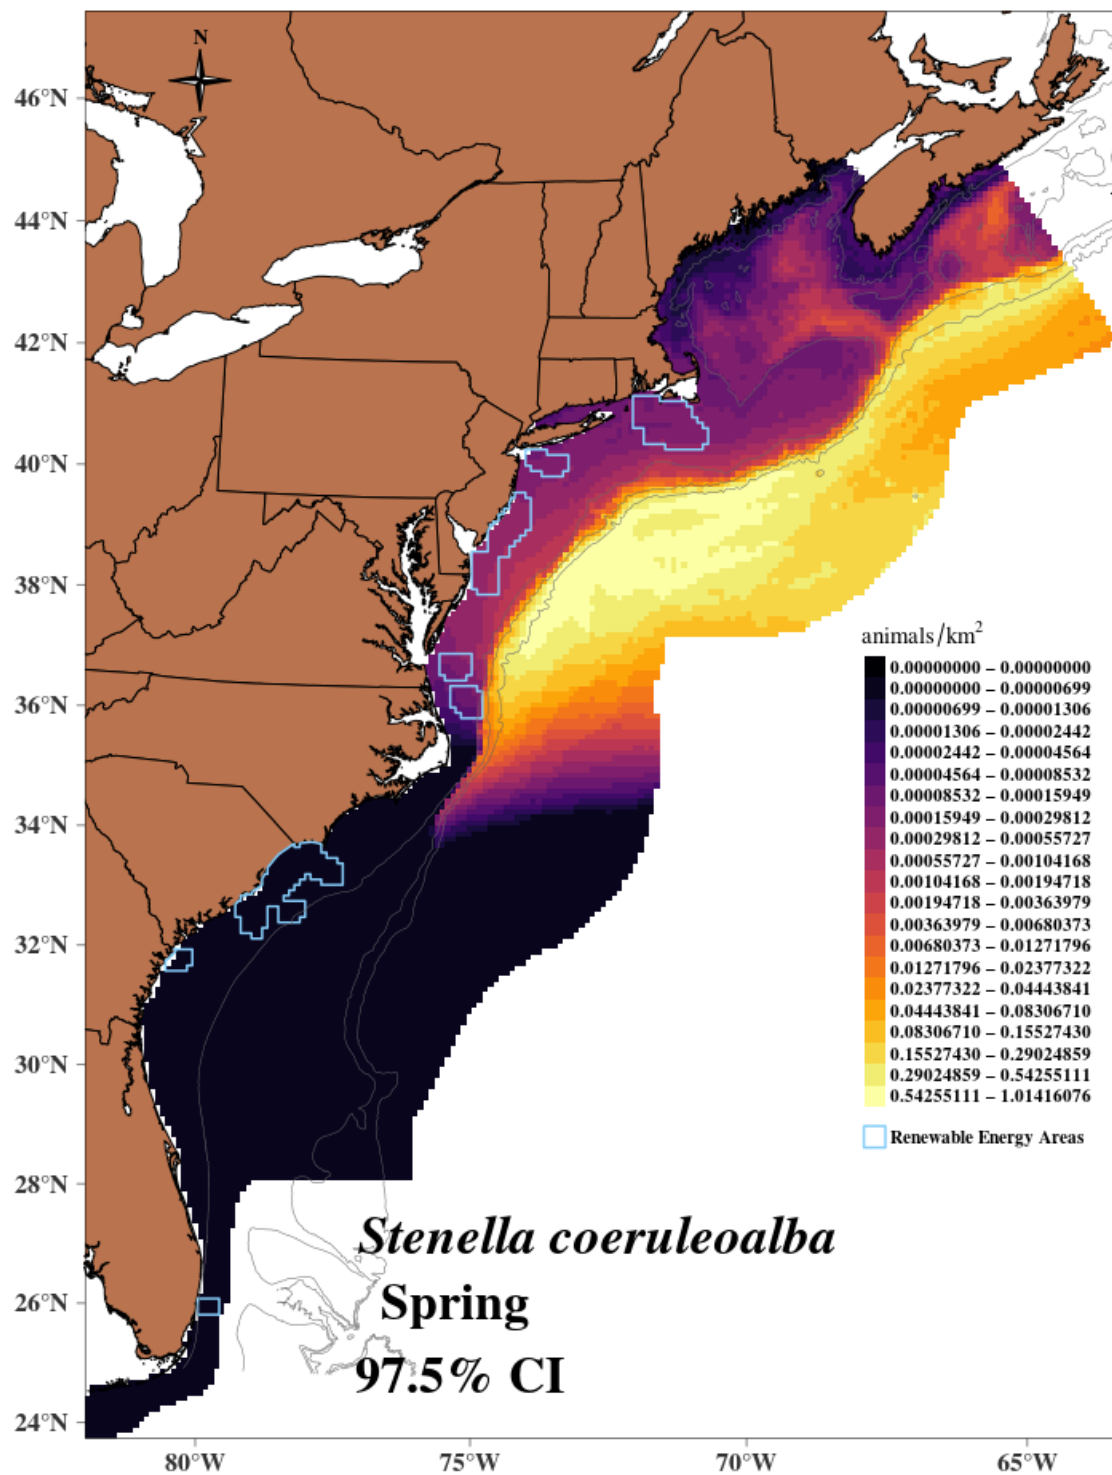 N
46°N
44°N
42°N
40°N
38°N
36°N
34°N
32°N
30°N
28°N
26°N
24°N
animals/km²
0.00000000 – 0.00000000
0.00000000 – 0.00000699
0.00000699 – 0.00001306
0.00001306 – 0.00002442
0.00002442 – 0.00004564
0.00004564 – 0.00008532
0.00008532 – 0.00015949
0.00015949 – 0.00029812
0.00029812 – 0.00055727
0.00055727 – 0.00104168
0.00104168 – 0.00194718
0.00194718 – 0.00363979
0.00363979 – 0.00680373
0.00680373 – 0.01271796
0.01271796 – 0.02377322
0.02377322 – 0.04443841
0.04443841 – 0.08306710
0.08306710 – 0.15527430
0.15527430 – 0.29024859
0.29024859 – 0.54255111
0.54255111 – 1.01416076
Renewable Energy Areas
Stenella coeruleoalba
Spring
97.5% CI
80°W
75°W
70°W
65°W